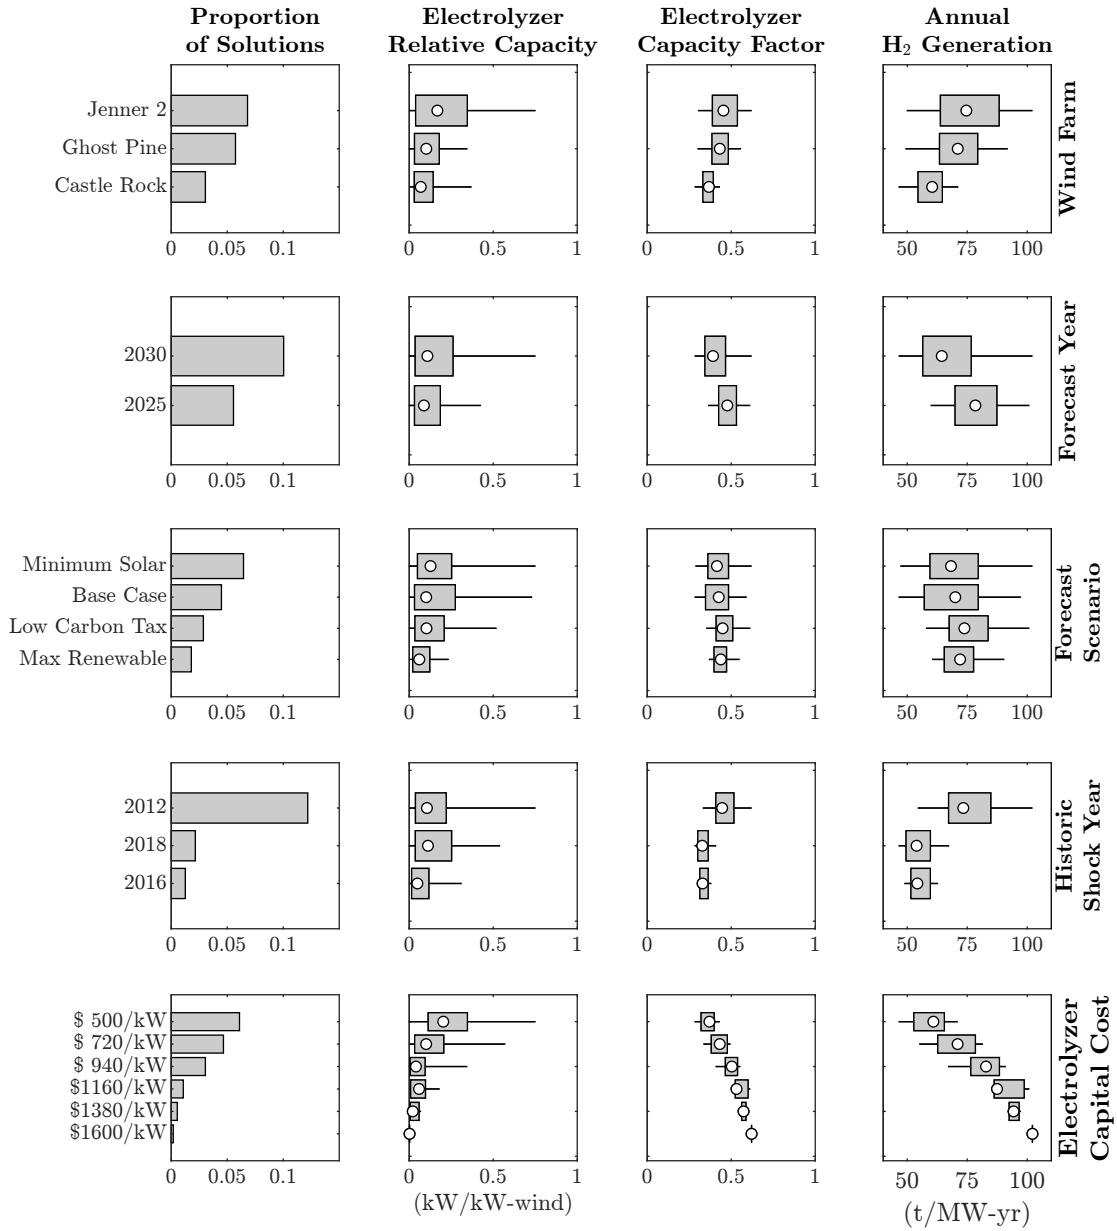 Proportion of Solutions
Electrolyzer Relative Capacity
Electrolyzer Capacity Factor
Annual H₂ Generation
Jenner 2
Ghost Pine
Castle Rock
0 0.05 0.1
0 0.5 1
0 0.5 1
50 75 100
Wind Farm
2030
2025
0 0.05 0.1
0 0.5 1
0 0.5 1
50 75 100
Forecast Year
Minimum Solar
Base Case
Low Carbon Tax
Max Renewable
0 0.05 0.1
0 0.5 1
0 0.5 1
50 75 100
Forecast
Scenario
2012
2018
2016
0 0.05 0.1
0 0.5 1
0 0.5 1
50 75 100
Historic
Shock Year
$ 500/kW
$ 720/kW
$ 940/kW
$1160/kW
$1380/kW
$1600/kW
0 0.05 0.1
0 0.5 1
(kW/kW-wind)
0 0.5 1
50 75 100
(t/MW-yr)
Electrolyzer
Capital Cost